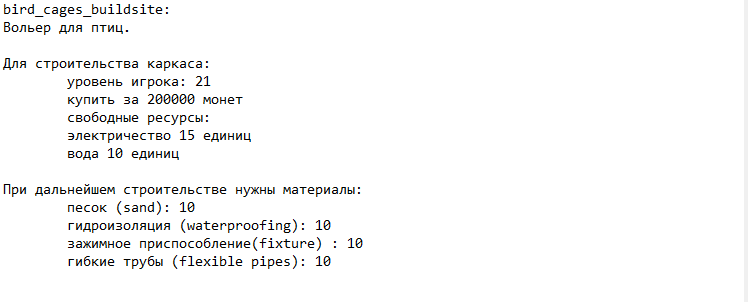 bird_cages_buildsite:
Вольер для птиц.
Для строительства каркаса:
уровень игрока: 21
купить за 200000 монет
свободные ресурсы:
электричество 15 единиц
вода 10 единиц
При дальнейшем строительстве нужны материалы:
песок (sand): 10
гидроизоляция (waterproofing): 10
зажимное приспособление(fixture) : 10
гибкие трубы (flexible pipes): 10